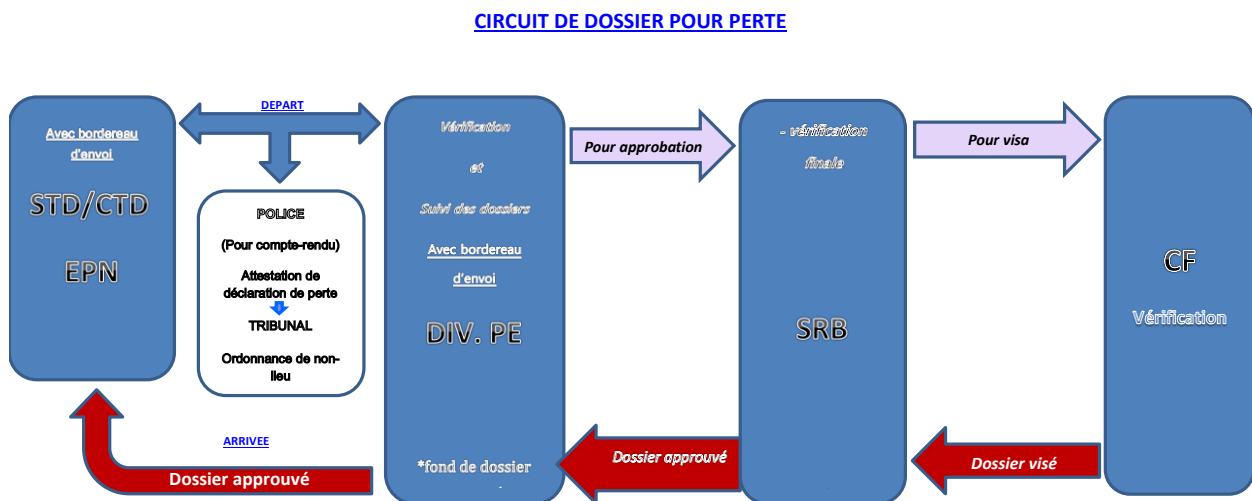 CIRCUIT DE DOSSIER POUR PERTE
DEPART
Avec bordereau
d'envoi
STD/CTD
EPN
POLICE
(Pour compte-rendu)
Attestation de
déclaration de perte
TRIBUNAL
Ordonnance de non-
lieu
Vérification
et
Suivi des dossiers
Avec bordereau
d'envoi
DIV. PE
*fond de dossier
Pour approbation
- vérification
finale
SRB
Pour visa
CF
Vérification
Dossier visé
Dossier approuvé
ARRIVEE
Dossier approuvé